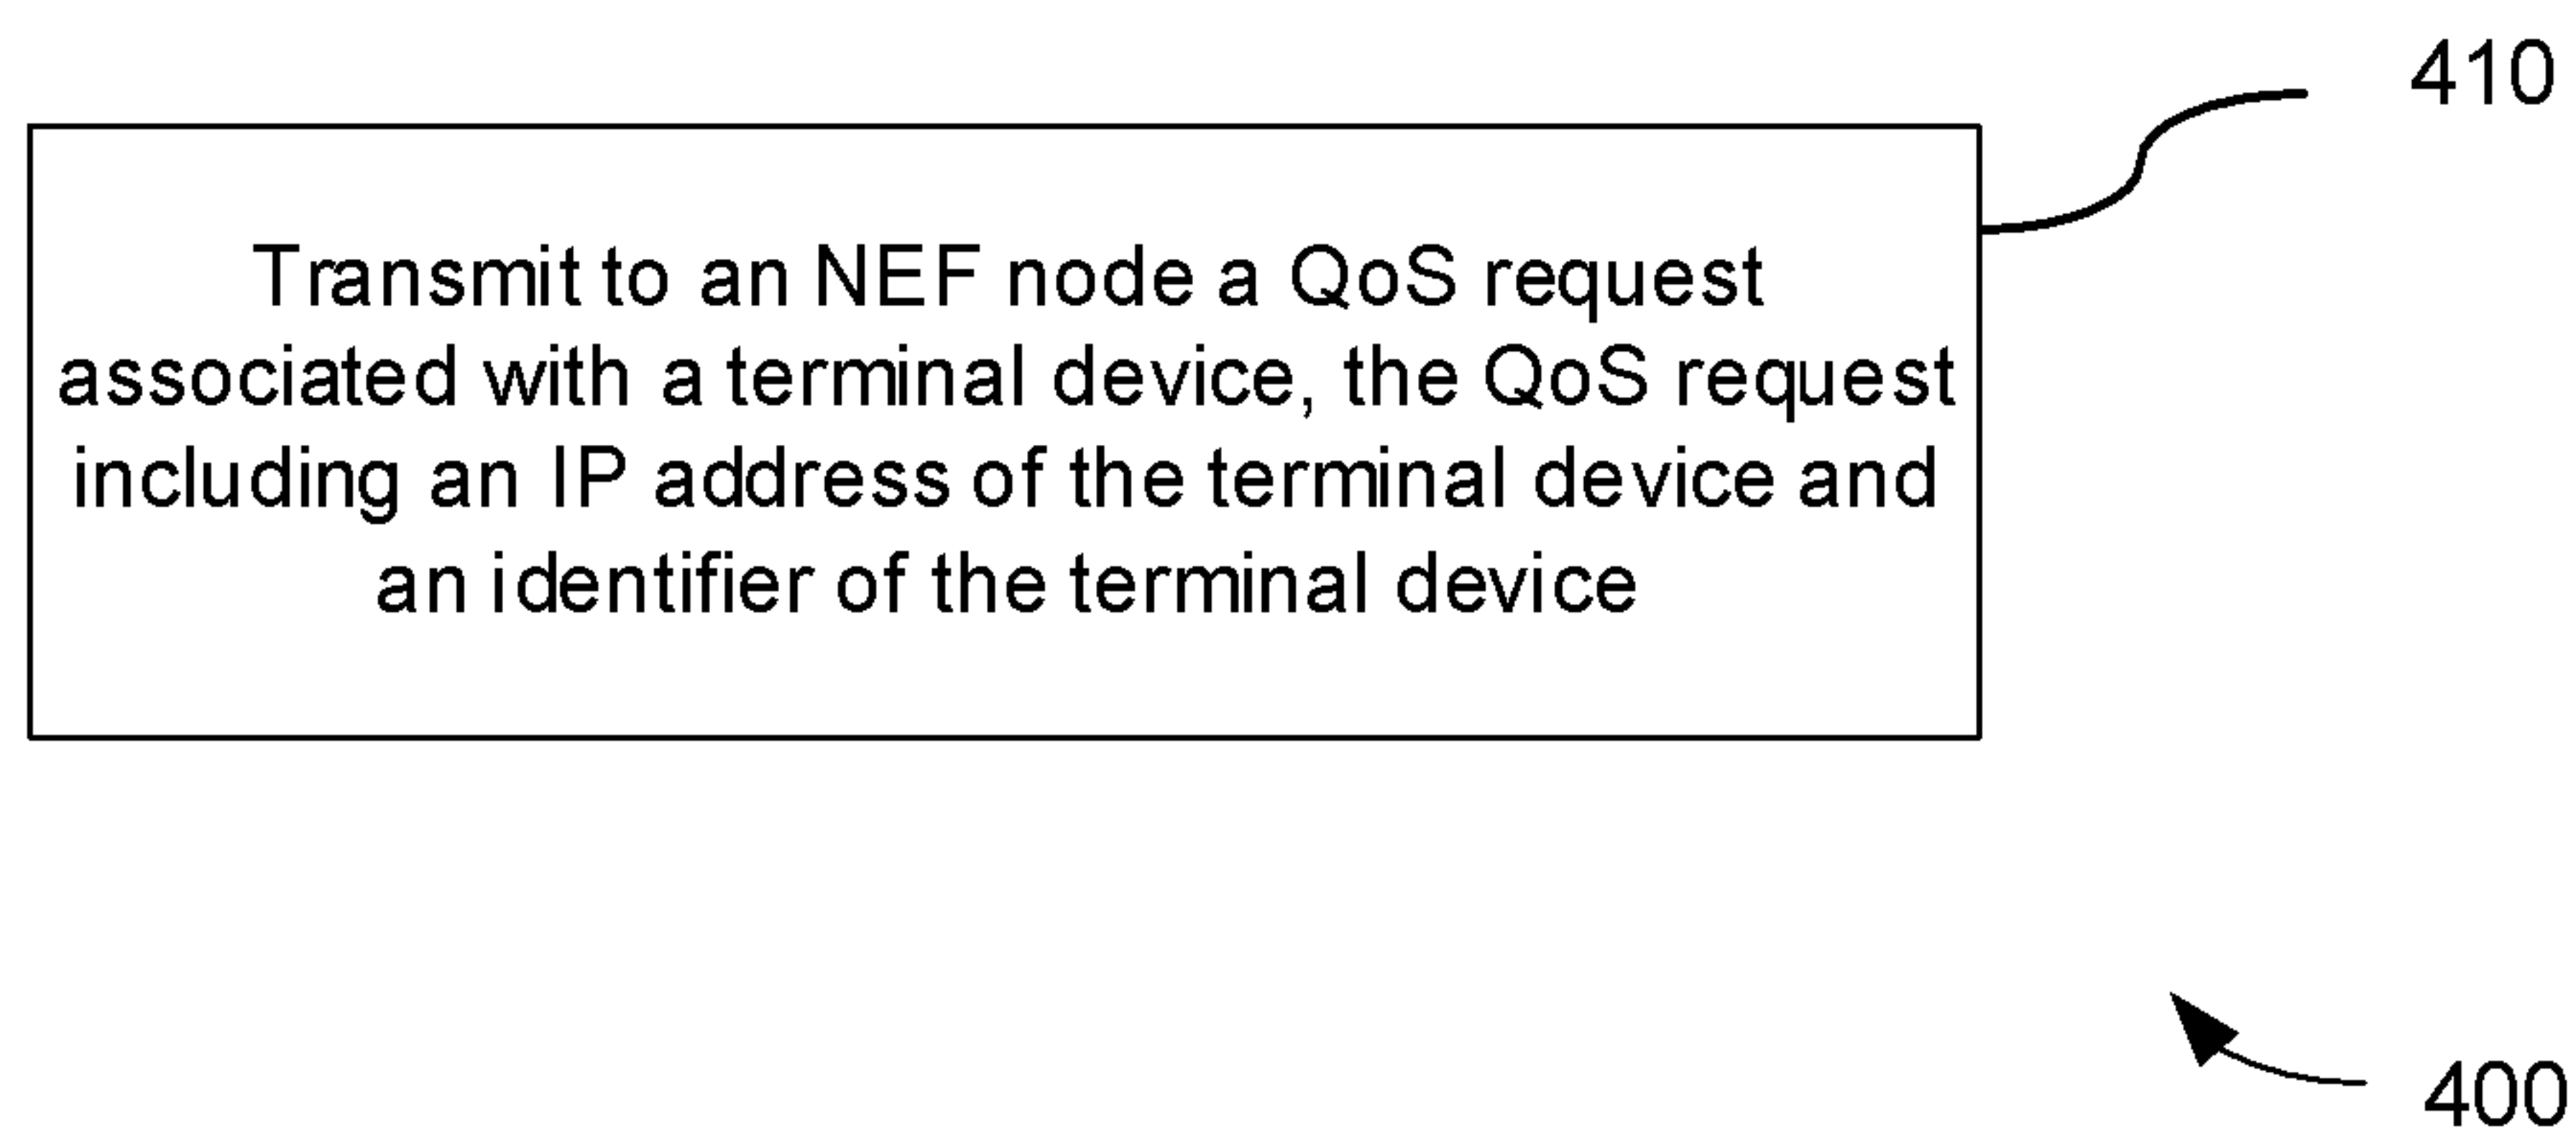 410
Transmit to an NEF node a QoS request
associated with a terminal device, the QoS request
including an IP address of the terminal device and
an identifier of the terminal device
400